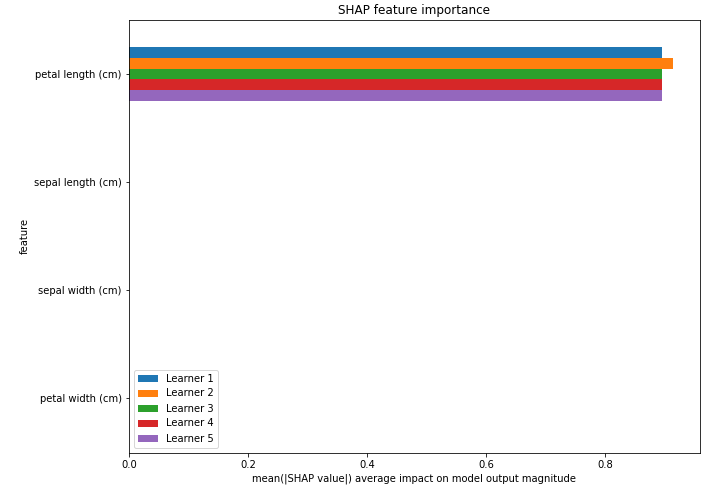 SHAP feature importance
petal length (cm)
sepal length (cm)
sepal width (cm)
petal width (cm)
feature
Learner 1
Learner 2
Learner 3
Learner 4
Learner 5
0.0 0.2 0.4 0.6 0.8
mean(|SHAP value|) average impact on model output magnitude